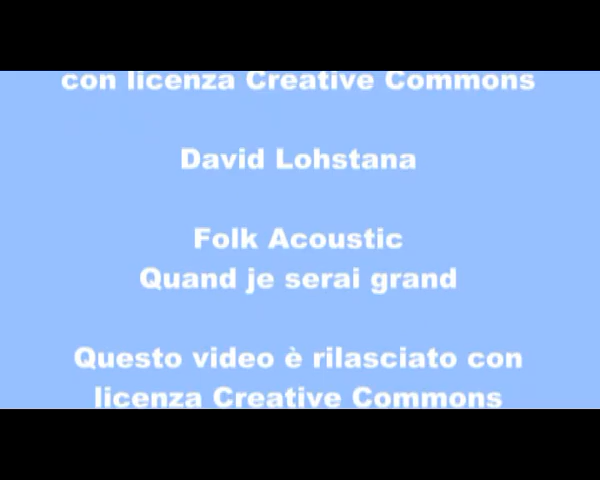 con licenza Creative Commons
David Lohstana
Folk Acoustic
Quand je serai grand
Questo video è rilasciato con
licenza Creative Commons